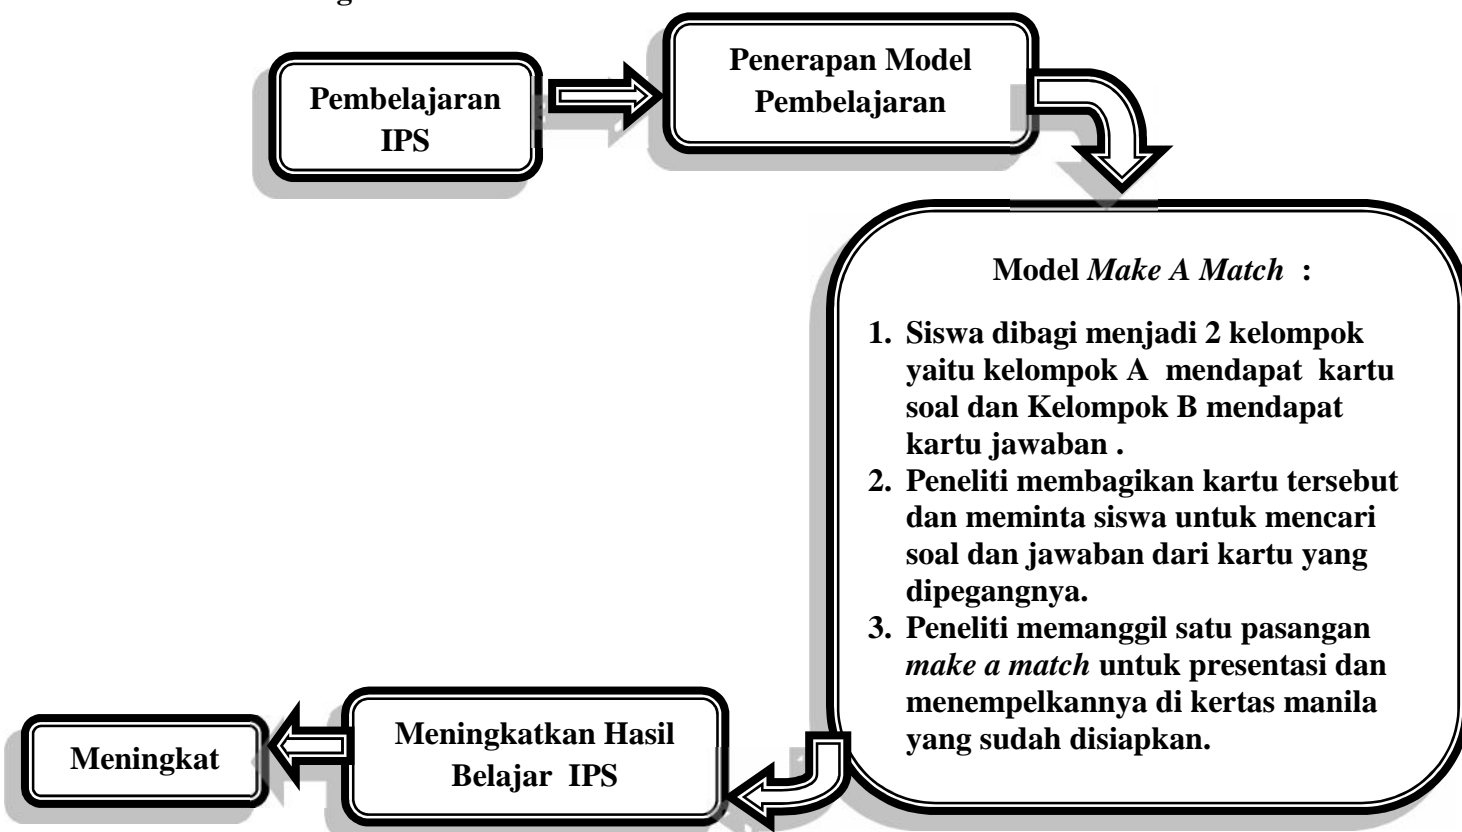 Penerapan Model
Pembelajaran
Pembelajaran
IPS
Model Make A Match :
1. Siswa dibagi menjadi 2 kelompok
yaitu kelompok A mendapat kartu
soal dan Kelompok B mendapat
kartu jawaban .
2. Peneliti membagikan kartu tersebut
dan meminta siswa untuk mencari
soal dan jawaban dari kartu yang
dipegangnya.
3. Peneliti memanggil satu pasangan
make a match untuk presentasi dan
menempelkannya di kertas manila
yang sudah disiapkan.
Meningkatkan Hasil
Belajar IPS
Meningkat